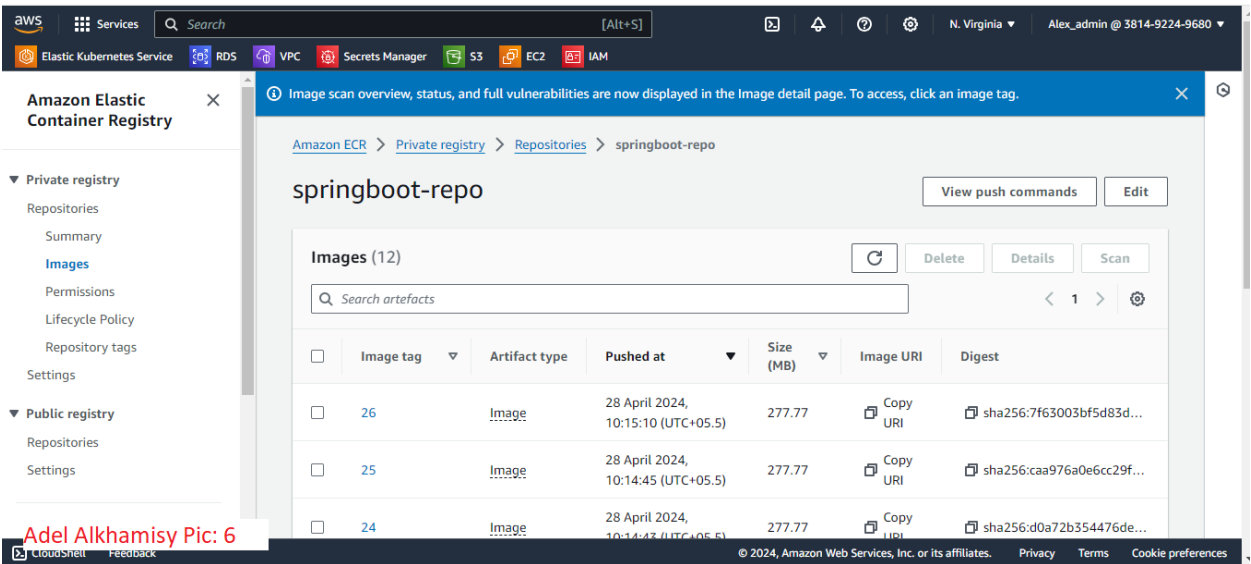 aws
Services
Search
[Alt+S]
N. Virginia ▼
Alex_admin @ 3814-9224-9680 ▼
Elastic Kubernetes Service
RDS
VPC
Secrets Manager
S3
EC2
IAM
Amazon Elastic
Container Registry
Private registry
Repositories
Summary
Images
Permissions
Lifecycle Policy
Repository tags
Settings
Public registry
Repositories
Settings
Image scan overview, status, and full vulnerabilities are now displayed in the Image detail page. To access, click an image tag.
Amazon ECR > Private registry > Repositories > springboot-repo
springboot-repo
View push commands
Edit
Images (12)
Delete
Details
Scan
Search artefacts
< 1 >
Image tag
Artifact type
Pushed at
Size
(MB)
Image URI
Digest
26
Image
28 April 2024,
10:15:10 (UTC+05.5)
277.77
Copy
URI
sha256:7f63003bf5d83d...
25
Image
28 April 2024,
10:14:45 (UTC+05.5)
277.77
Copy
URI
sha256:caa976a0e6cc29f...
24
Image
28 April 2024,
10:14:43 (UTC+05.5)
277.77
Copy
URI
sha256:d0a72b354476de...
Adel Alkhamisy Pic: 6
CloudShell
Feedback
© 2024, Amazon Web Services, Inc. or its affiliates.
Privacy
Terms
Cookie preferences